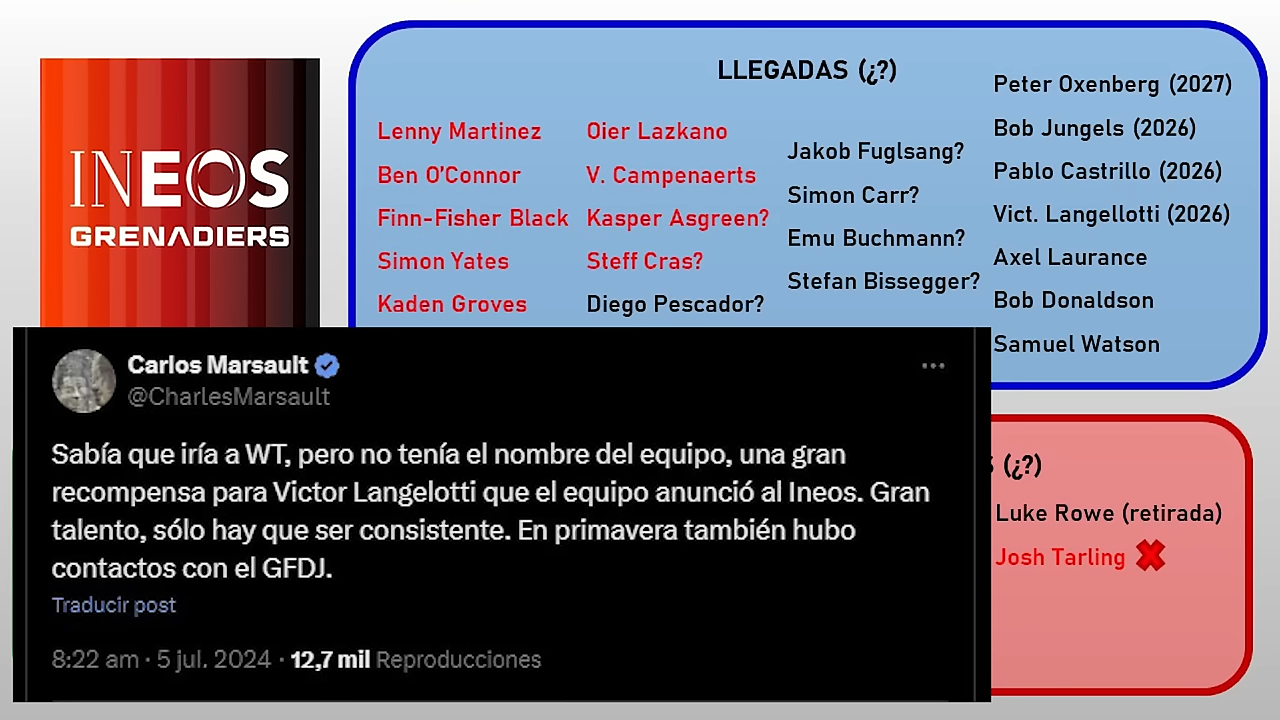 INEOS
GRENADIERS
LLEGADAS (¿?)
Lenny Martinez
Ben O'Connor
Finn-Fisher Black
Simon Yates
Kaden Groves
Oier Lazkano
V. Campenaerts
Kasper Asgreen?
Steff Cras?
Diego Pescador?
Jakob Fuglsang?
Simon Carr?
Emu Buchmann?
Stefan Bissegger?
Peter Oxenberg (2027)
Bob Jungels (2026)
Pablo Castrillo (2026)
Vict. Langellotti (2026)
Axel Laurance
Bob Donaldson
Samuel Watson
Carlos Marsault
@CharlesMarsault
Sabía que iría a WT, pero no tenía el nombre del equipo, una gran
recompensa para Victor Langelotti que el equipo anunció al Ineos. Gran
talento, sólo hay que ser consistente. En primavera también hubo
contactos con el GFDJ.
Traducir post
8:22 am · 5 jul. 2024 · 12,7 mil Reproducciones
S (¿?)
Luke Rowe (retirada)
Josh Tarling